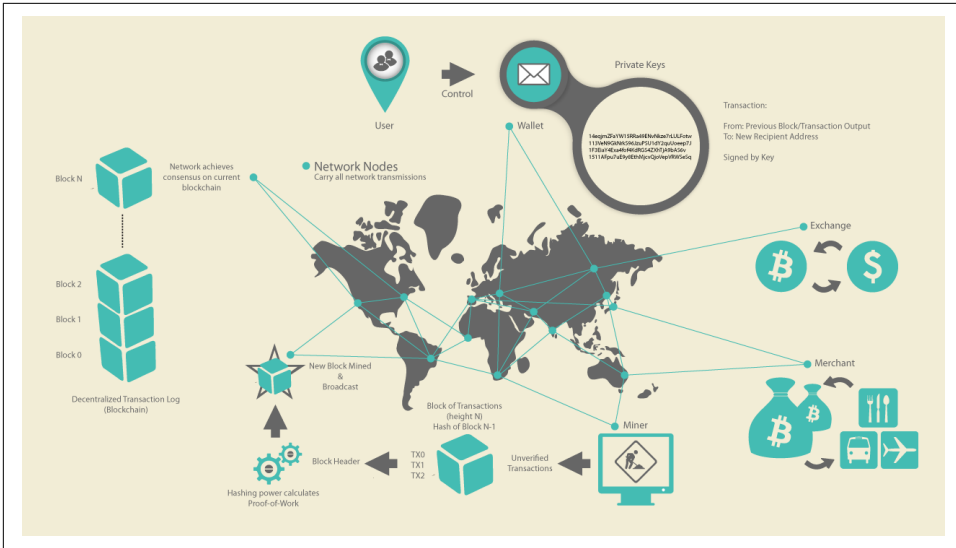 User
Control
Wallet
Private Keys
Transaction:
From: Previous Block/Transaction Output
To: New Recipient Address
Signed by Key
Network Nodes
Carry all network transmissions
Block N
Network achieves
consensus on current
blockchain
Block 2
Block 1
Block 0
Decentralized Transaction Log
(Blockchain)
Exchange
Merchant
New Block Mined
&
Broadcast
Block of Transactions
(height N)
Hash of Block N-1
Miner
Unverified
Transactions
TX0
TX1
TX2
Block Header
Hashing power calculates
Proof-of-Work